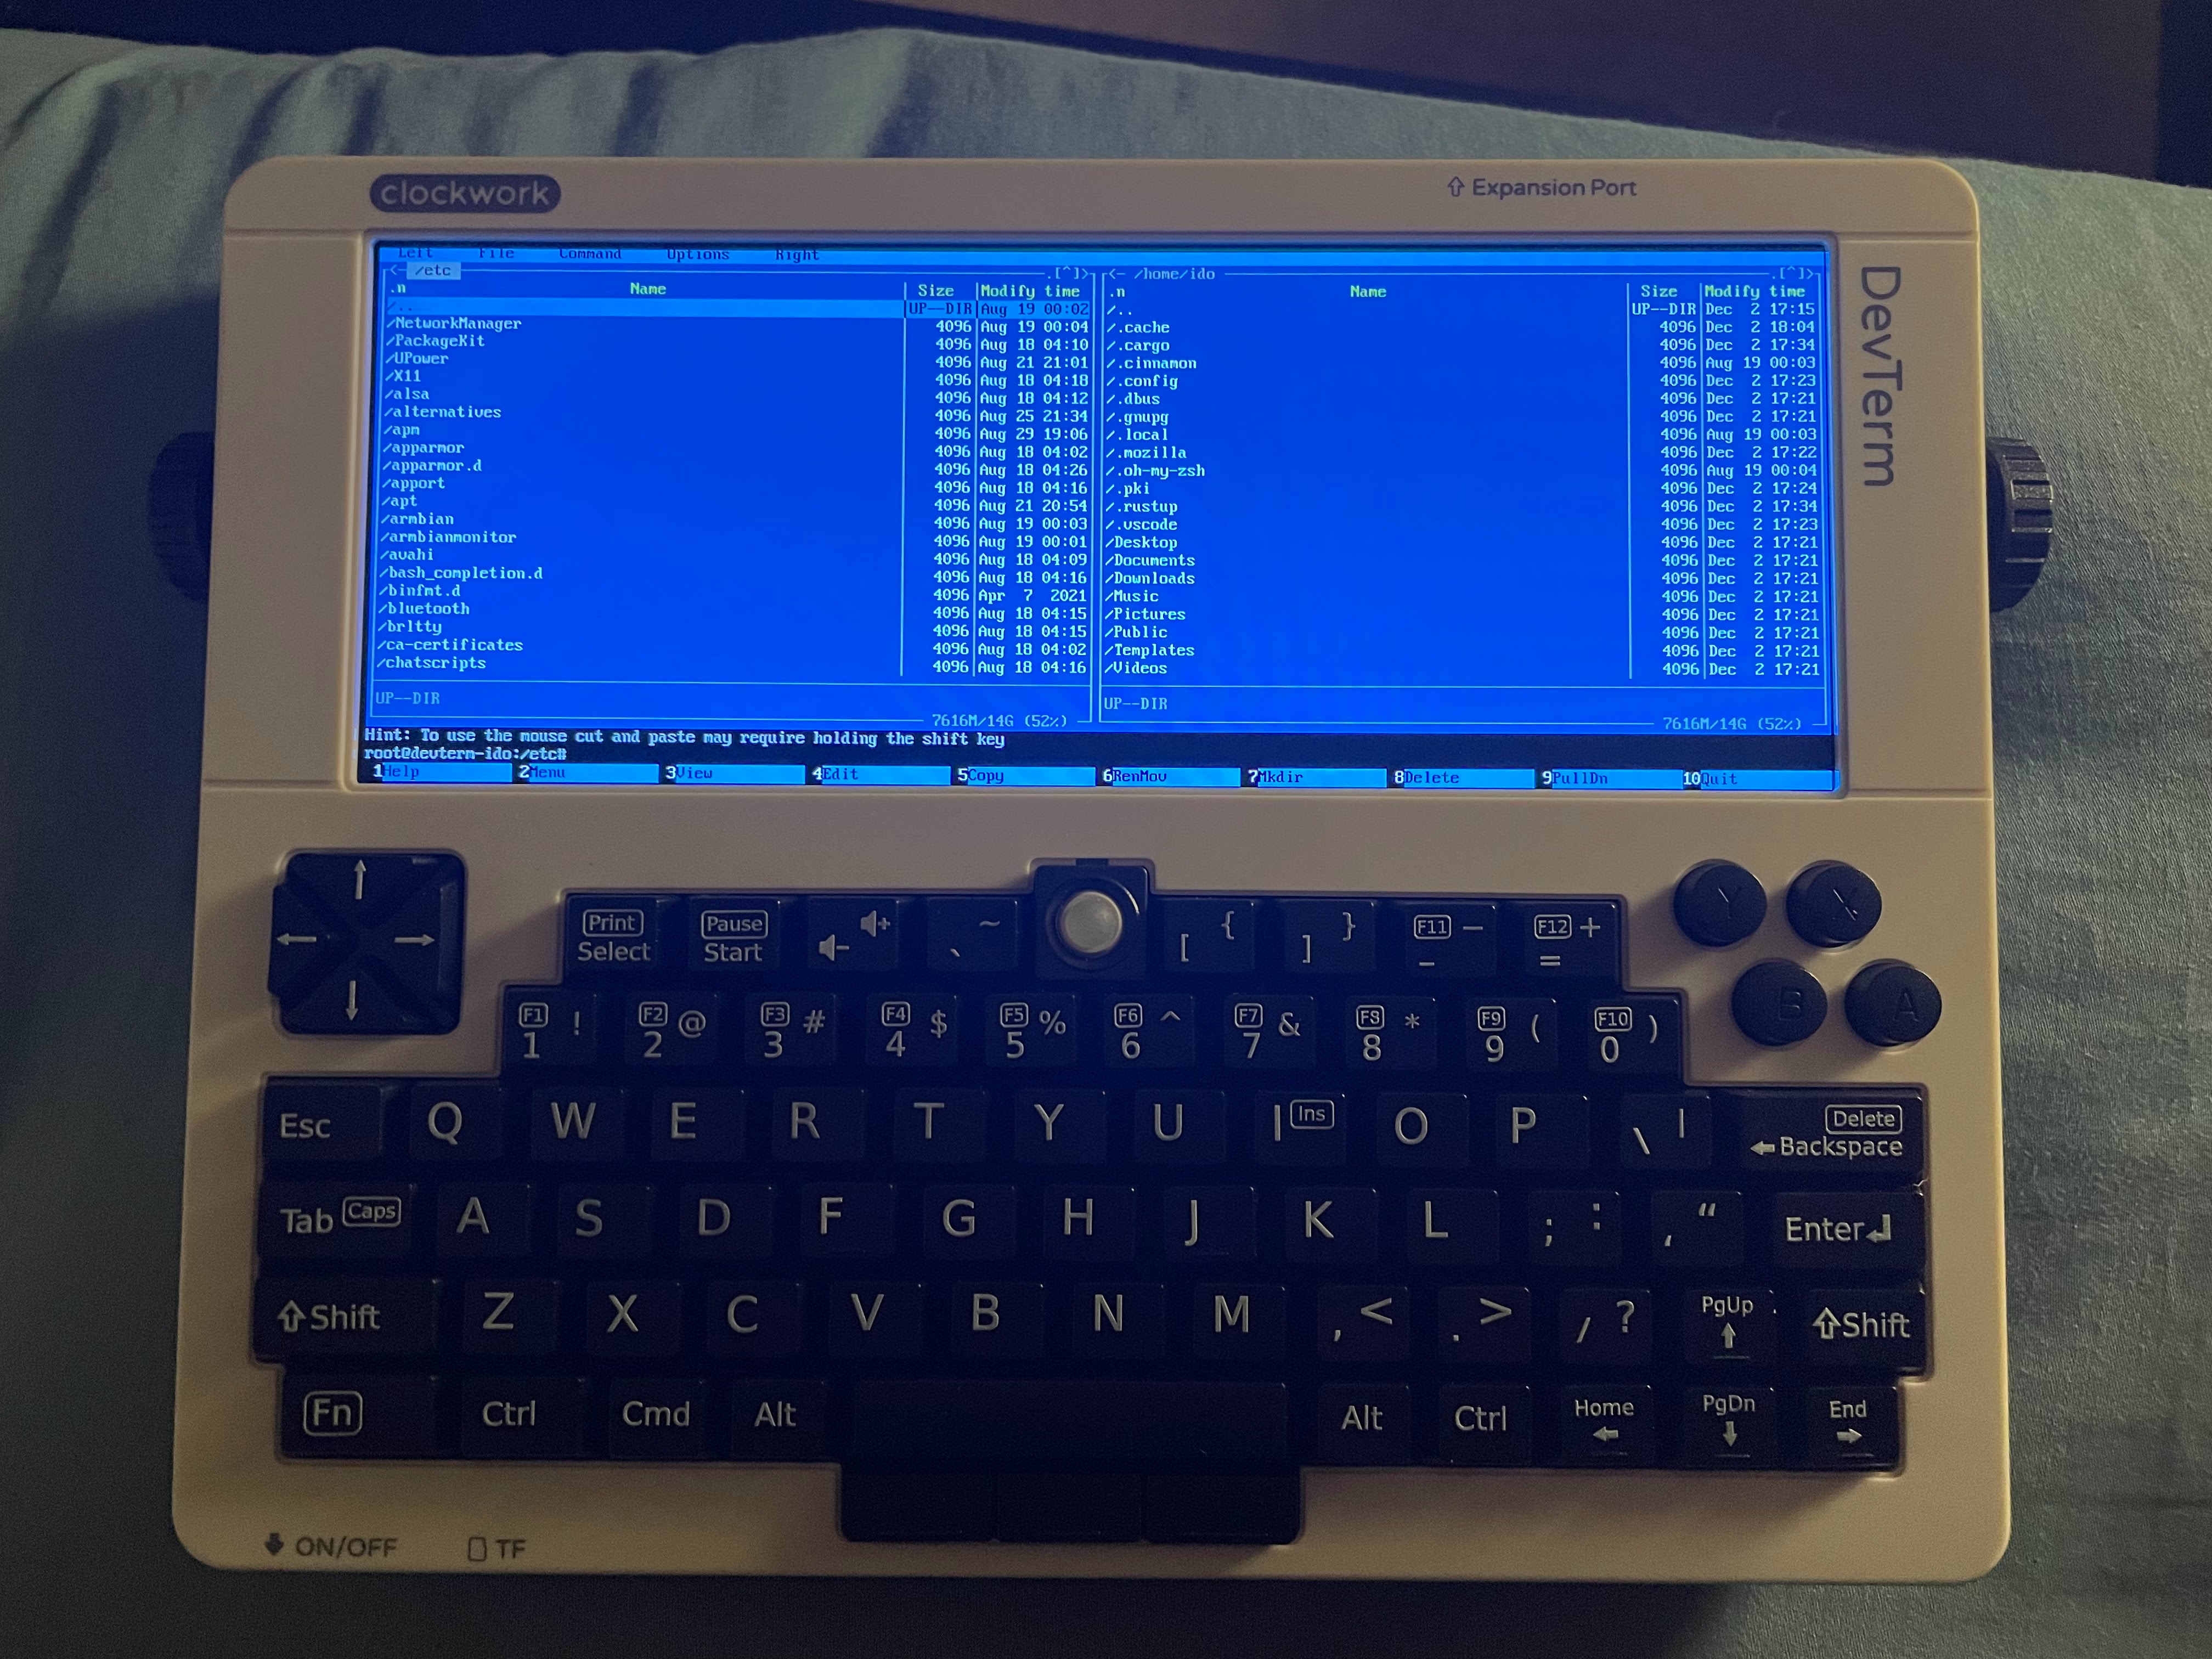 clockwork
⇧ Expansion Port
DevTerm
Left File Command Options Right
<- /etc .[^]> <- /home/ido .[^]>
.n Name Size Modify time .n Name Size Modify time
/.. UP--DIR Aug 19 00:02 /.. UP--DIR Dec 2 17:15
/NetworkManager 4096 Aug 19 00:04 /.cache 4096 Dec 2 18:04
/PackageKit 4096 Aug 18 04:10 /.cargo 4096 Dec 2 17:34
/UPower 4096 Aug 21 21:01 /.cinnamon 4096 Aug 19 00:03
/X11 4096 Aug 18 04:18 /.config 4096 Dec 2 17:23
/alsa 4096 Aug 18 04:12 /.dbus 4096 Dec 2 17:21
/alternatives 4096 Aug 25 21:34 /.gnupg 4096 Dec 2 17:21
/apm 4096 Aug 29 19:06 /.local 4096 Aug 19 00:03
/apparmor 4096 Aug 18 04:02 /.mozilla 4096 Dec 2 17:22
/apparmor.d 4096 Aug 18 04:26 /.oh-my-zsh 4096 Aug 19 00:04
/apport 4096 Aug 18 04:16 /.pki 4096 Dec 2 17:24
/apt 4096 Aug 21 20:54 /.rustup 4096 Dec 2 17:34
/armbian 4096 Aug 19 00:03 /.vscode 4096 Dec 2 17:23
/armbianmonitor 4096 Aug 19 00:01 /Desktop 4096 Dec 2 17:21
/avahi 4096 Aug 18 04:09 /Documents 4096 Dec 2 17:21
/bash_completion.d 4096 Aug 18 04:16 /Downloads 4096 Dec 2 17:21
/binfmt.d 4096 Apr 7 2021 /Music 4096 Dec 2 17:21
/bluetooth 4096 Aug 18 04:15 /Pictures 4096 Dec 2 17:21
/brltty 4096 Aug 18 04:15 /Public 4096 Dec 2 17:21
/ca-certificates 4096 Aug 18 04:02 /Templates 4096 Dec 2 17:21
/chatscripts 4096 Aug 18 04:16 /Videos 4096 Dec 2 17:21
UP--DIR UP--DIR
7616M/14G (52%) 7616M/14G (52%)
Hint: To use the mouse cut and paste may require holding the shift key
root@devterm-ido:/etc#
1Help 2Menu 3View 4Edit 5Copy 6RenMov 7Mkdir 8Delete 9PullDn 10Quit
Y X
B A
Print Pause { } F11 — F12 +
Select Start ` ~ [ ] - =
F1 ! F2 @ F3 # F4 $ F5 % F6 ^ F7 & F8 * F9 ( F10 )
1 2 3 4 5 6 7 8 9 0
Esc Q W E R T Y U I Ins O P \ | Delete
←Backspace
Tab Caps A S D F G H J K L ; : , “ Enter
⇧Shift Z X C V B N M , < . > / ? PgUp ↑ ⇧Shift
Fn Ctrl Cmd Alt Alt Ctrl Home ← PgDn ↓ End →
ON/OFF TF